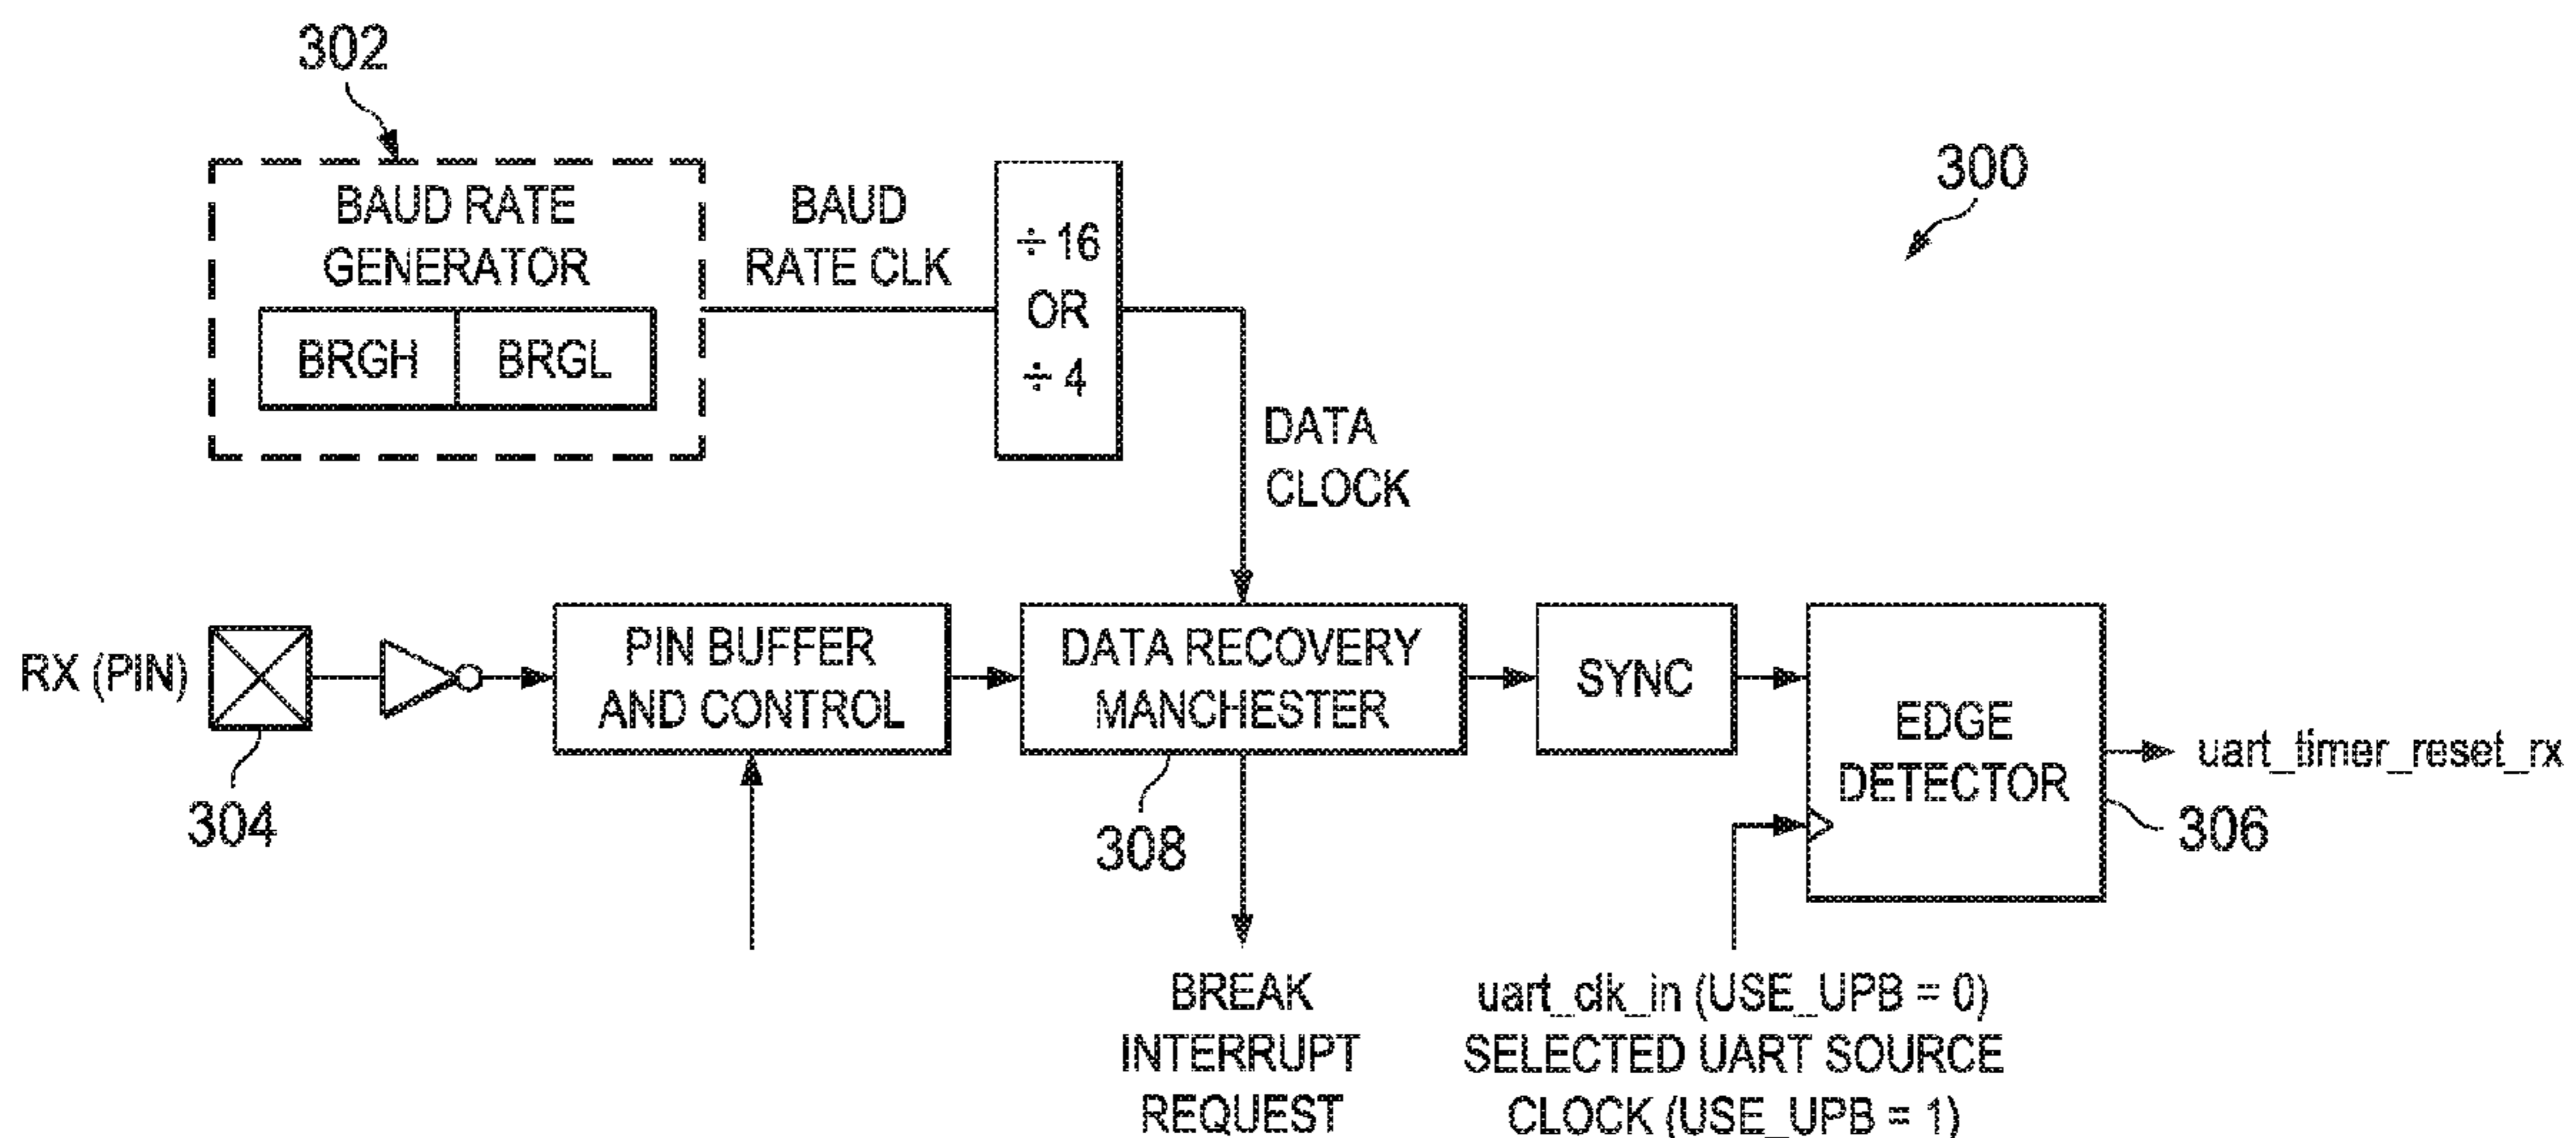 302
300
BAUD RATE
GENERATOR
BRGH BRGL
BAUD
RATE CLK
÷ 16
OR
÷ 4
DATA
CLOCK
RX (PIN)
304
PIN BUFFER
AND CONTROL
DATA RECOVERY
MANCHESTER
308
SYNC
EDGE
DETECTOR
uart_timer_reset_rx
306
BREAK
INTERRUPT
REQUEST
uart_clk_in (USE_UPB = 0)
SELECTED UART SOURCE
CLOCK (USE_UPB = 1)